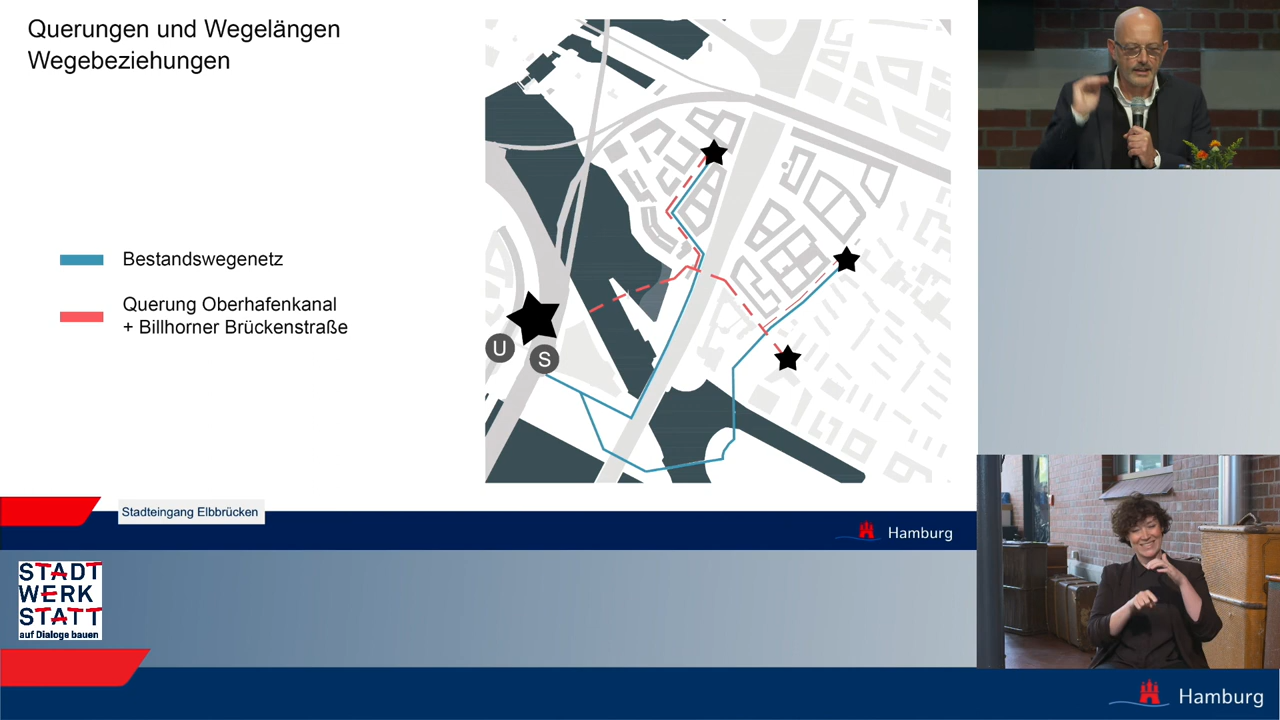 Querungen und Wegelängen
Wegebeziehungen
Bestandswegenetz
Querung Oberhafenkanal
+ Billhorner Brückenstraße
U
S
Stadteingang Elbbrücken
Hamburg
STADT
WERK
STATT
auf Dialoge bauen
Hamburg